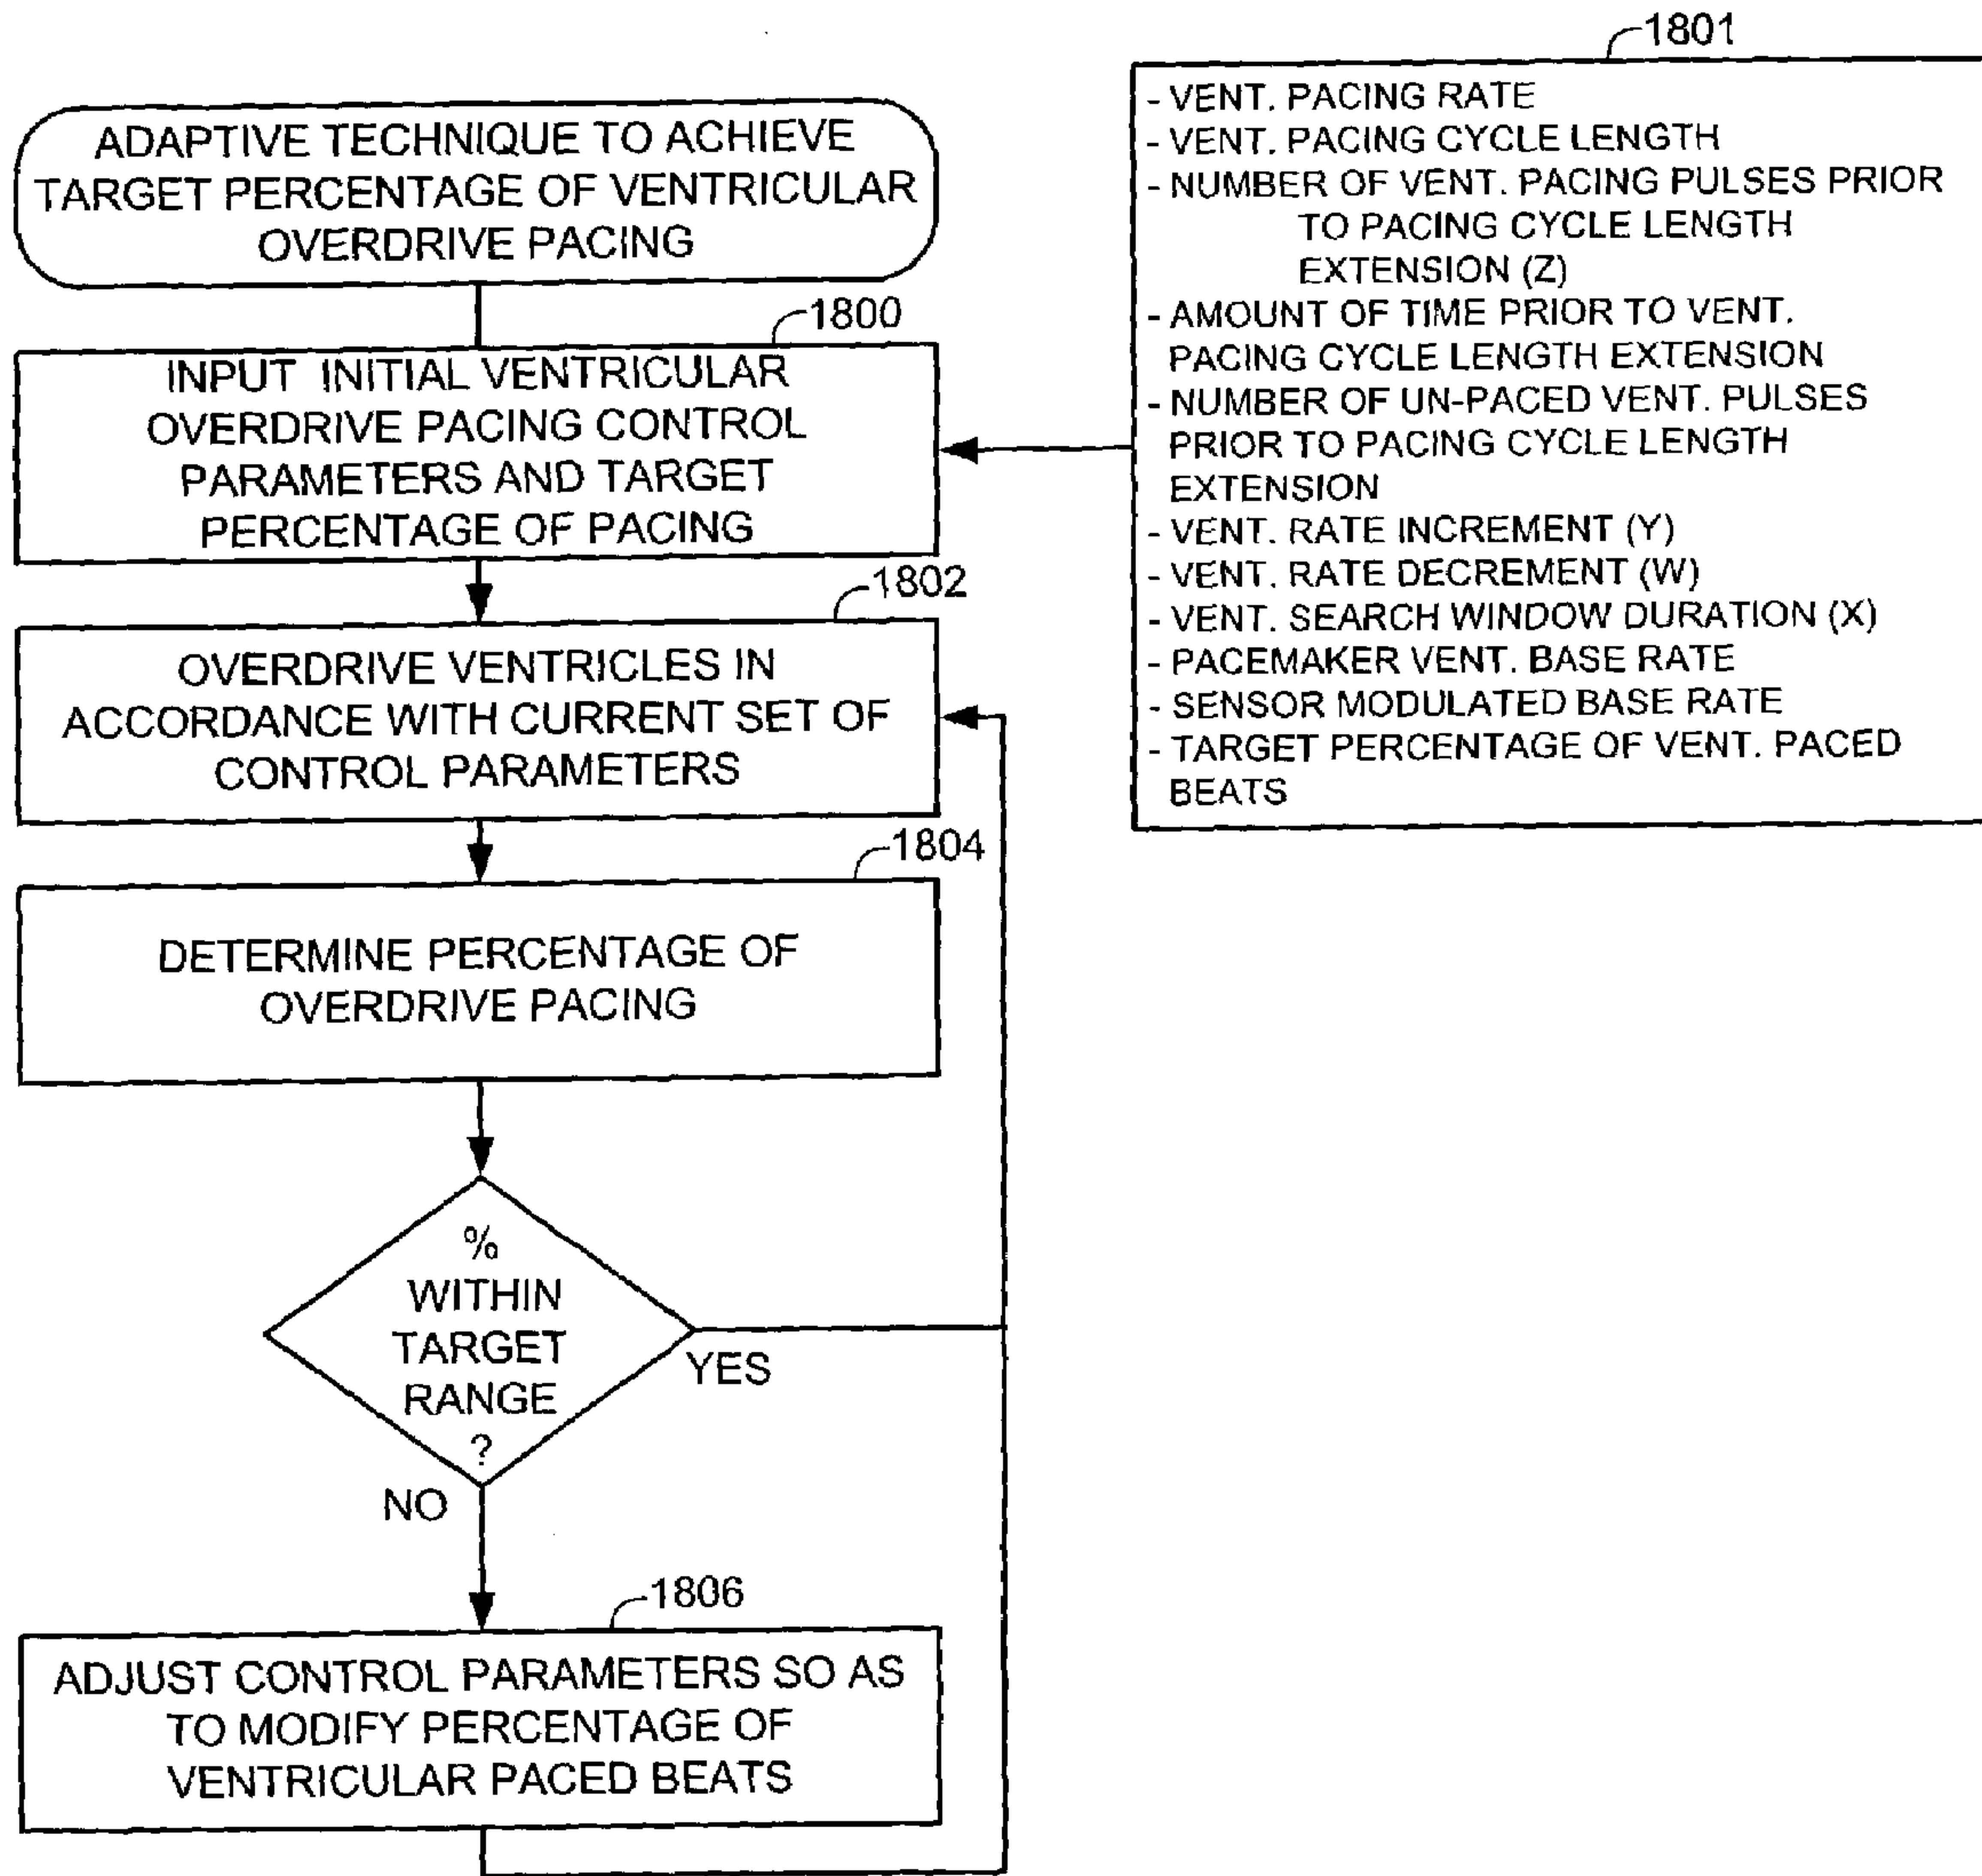 ADAPTIVE TECHNIQUE TO ACHIEVE
TARGET PERCENTAGE OF VENTRICULAR
OVERDRIVE PACING
1800
INPUT INITIAL VENTRICULAR
OVERDRIVE PACING CONTROL
PARAMETERS AND TARGET
PERCENTAGE OF PACING
1802
OVERDRIVE VENTRICLES IN
ACCORDANCE WITH CURRENT SET OF
CONTROL PARAMETERS
1804
DETERMINE PERCENTAGE OF
OVERDRIVE PACING
%
WITHIN
TARGET
RANGE
?
YES
NO
1806
ADJUST CONTROL PARAMETERS SO AS
TO MODIFY PERCENTAGE OF
VENTRICULAR PACED BEATS
1801
- VENT. PACING RATE
- VENT. PACING CYCLE LENGTH
- NUMBER OF VENT. PACING PULSES PRIOR
TO PACING CYCLE LENGTH
EXTENSION (Z)
- AMOUNT OF TIME PRIOR TO VENT.
PACING CYCLE LENGTH EXTENSION
- NUMBER OF UN-PACED VENT. PULSES
PRIOR TO PACING CYCLE LENGTH
EXTENSION
- VENT. RATE INCREMENT (Y)
- VENT. RATE DECREMENT (W)
- VENT. SEARCH WINDOW DURATION (X)
- PACEMAKER VENT. BASE RATE
- SENSOR MODULATED BASE RATE
- TARGET PERCENTAGE OF VENT. PACED
BEATS